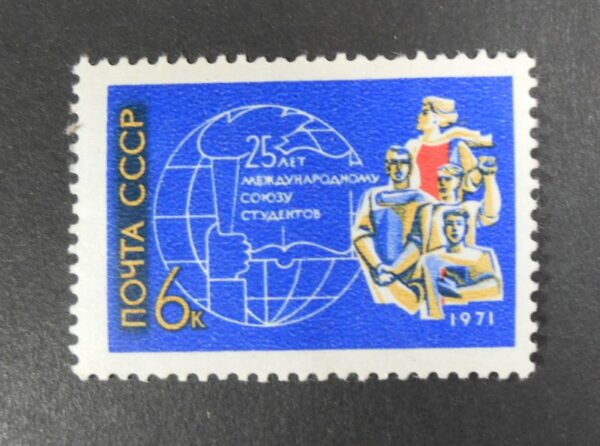 ПОЧТА СССР
25 ЛЕТ
МЕЖДУНАРОДНОМУ
СОЮЗУ
СТУДЕНТОВ
6к
1971